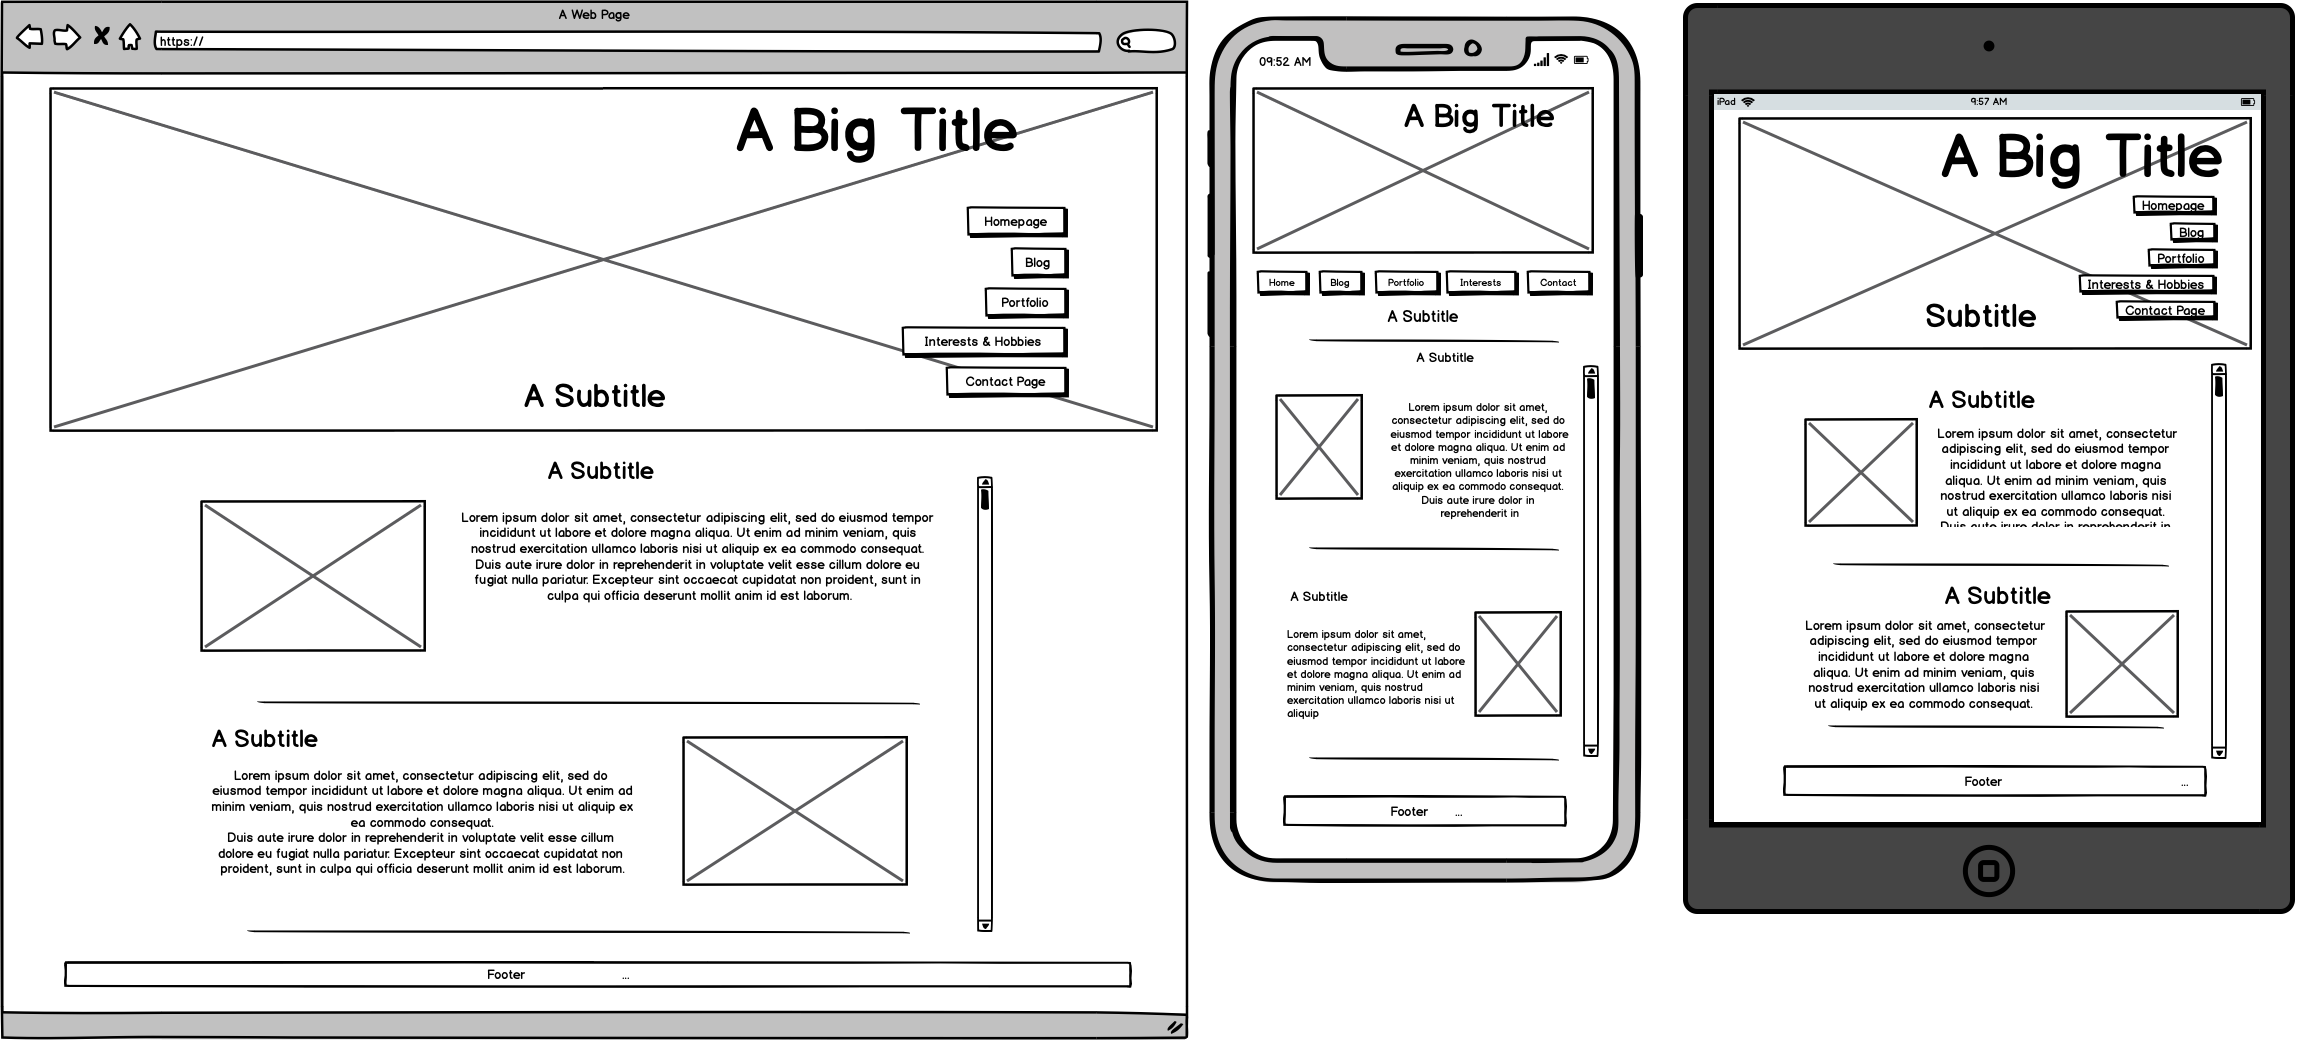 A Web Page
https://
A Big Title
Homepage
Blog
Portfolio
Interests & Hobbies
Contact Page
A Subtitle
A Subtitle
Lorem ipsum dolor sit amet, consectetur adipiscing elit, sed do eiusmod tempor
incididunt ut labore et dolore magna aliqua. Ut enim ad minim veniam, quis
nostrud exercitation ullamco laboris nisi ut aliquip ex ea commodo consequat.
Duis aute irure dolor in reprehenderit in voluptate velit esse cillum dolore eu
fugiat nulla pariatur. Excepteur sint occaecat cupidatat non proident, sunt in
culpa qui officia deserunt mollit anim id est laborum.
A Subtitle
Lorem ipsum dolor sit amet, consectetur adipiscing elit, sed do
eiusmod tempor incididunt ut labore et dolore magna aliqua. Ut enim ad
minim veniam, quis nostrud exercitation ullamco laboris nisi ut aliquip ex
ea commodo consequat.
Duis aute irure dolor in reprehenderit in voluptate velit esse cillum
dolore eu fugiat nulla pariatur. Excepteur sint occaecat cupidatat non
proident, sunt in culpa qui officia deserunt mollit anim id est laborum.
Footer ...
09:52 AM
A Big Title
Home Blog Portfolio Interests Contact
A Subtitle
A Subtitle
Lorem ipsum dolor sit amet,
consectetur adipiscing elit, sed do
eiusmod tempor incididunt ut labore
et dolore magna aliqua. Ut enim ad
minim veniam, quis nostrud
exercitation ullamco laboris nisi ut
aliquip ex ea commodo consequat.
Duis aute irure dolor in
reprehenderit in
A Subtitle
Lorem ipsum dolor sit amet,
consectetur adipiscing elit, sed do
eiusmod tempor incididunt ut labore
et dolore magna aliqua. Ut enim ad
minim veniam, quis nostrud
exercitation ullamco laboris nisi ut
aliquip
Footer ...
iPad 9:57 AM
A Big Title
Homepage
Blog
Portfolio
Interests & Hobbies
Contact Page
Subtitle
A Subtitle
Lorem ipsum dolor sit amet, consectetur
adipiscing elit, sed do eiusmod tempor
incididunt ut labore et dolore magna
aliqua. Ut enim ad minim veniam, quis
nostrud exercitation ullamco laboris nisi
ut aliquip ex ea commodo consequat.
Duis aute irure dolor in reprehenderit in
A Subtitle
Lorem ipsum dolor sit amet, consectetur
adipiscing elit, sed do eiusmod tempor
incididunt ut labore et dolore magna
aliqua. Ut enim ad minim veniam, quis
nostrud exercitation ullamco laboris nisi
ut aliquip ex ea commodo consequat.
Footer ...